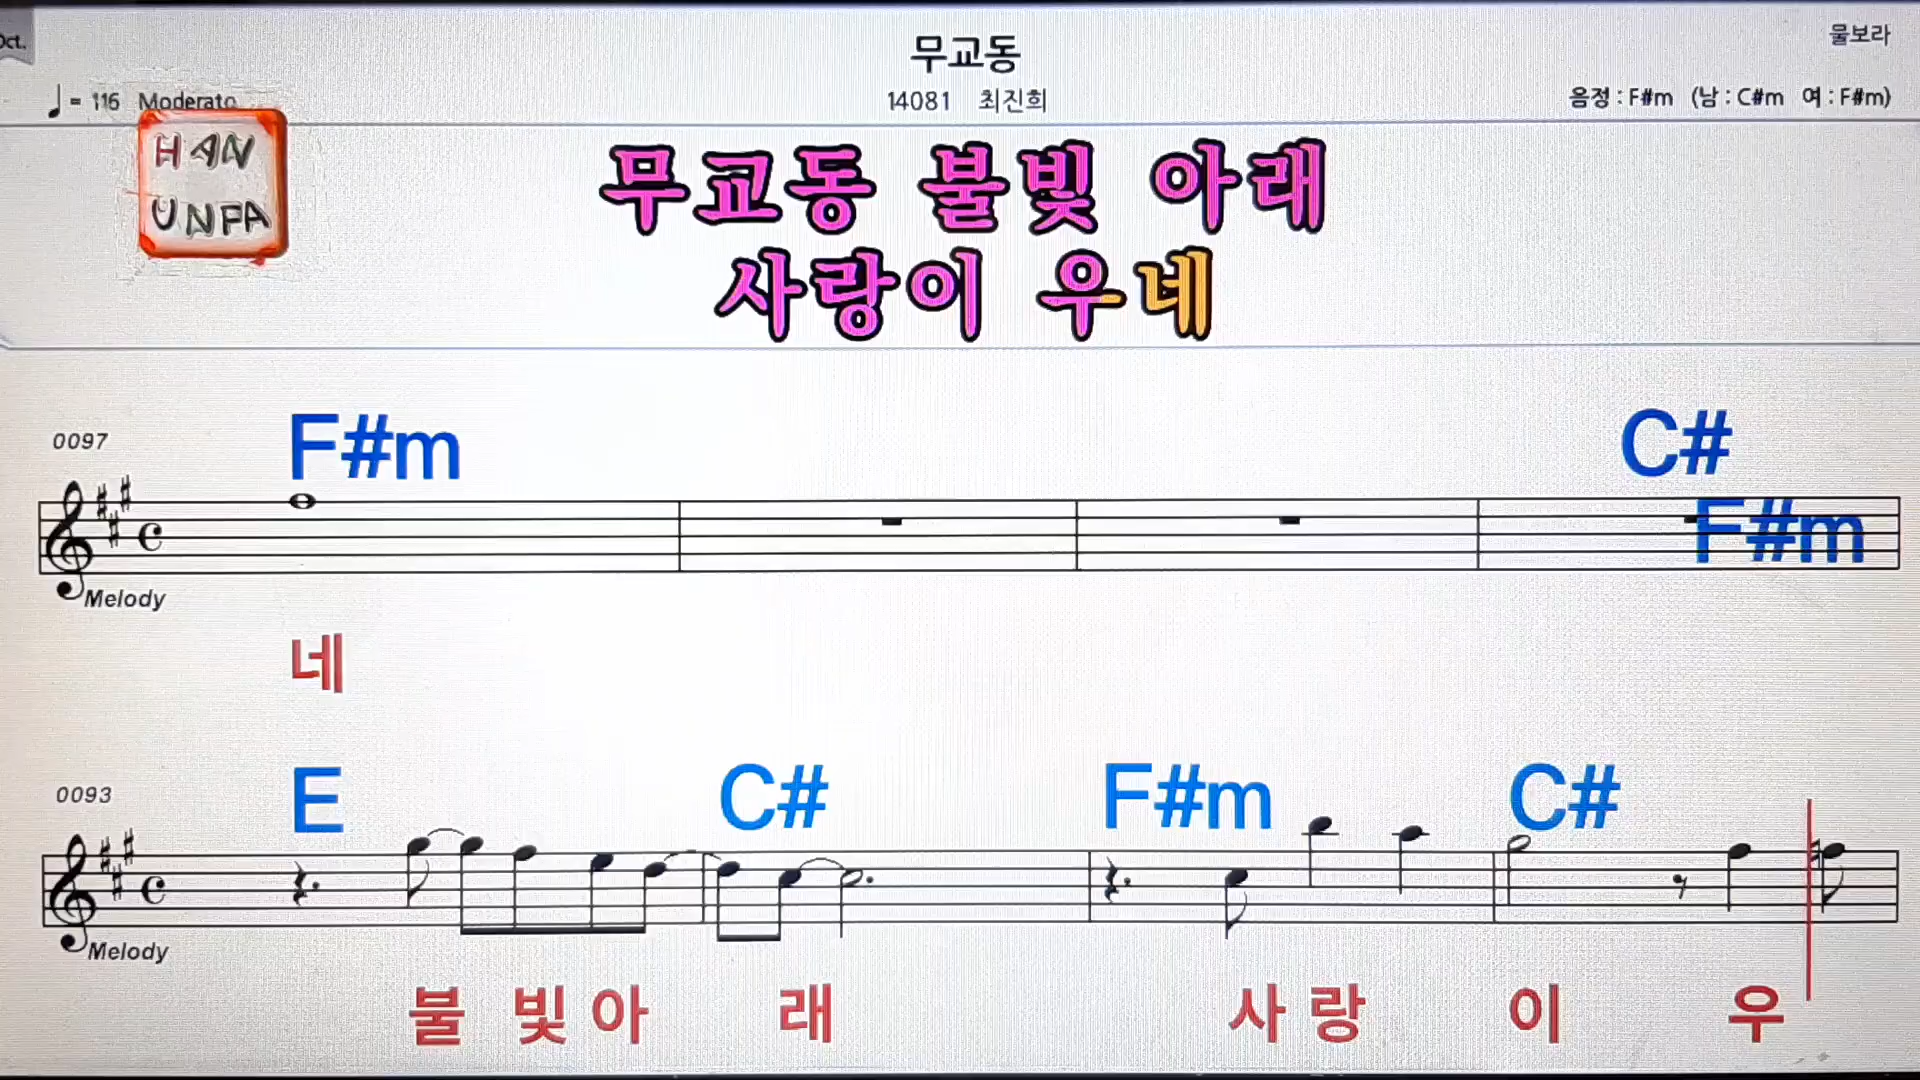 Oct.
무교동
물보라
♩= 116 Moderato
14081 최진희
음정 : F#m (남 : C#m 여 : F#m)
HAN
UNFA
무교동 불빛 아래
사랑이 우네
0097
F#m C#
F#m
Melody
네
0093
E C# F#m C#
Melody
불 빛 아 래 사 랑 이 우